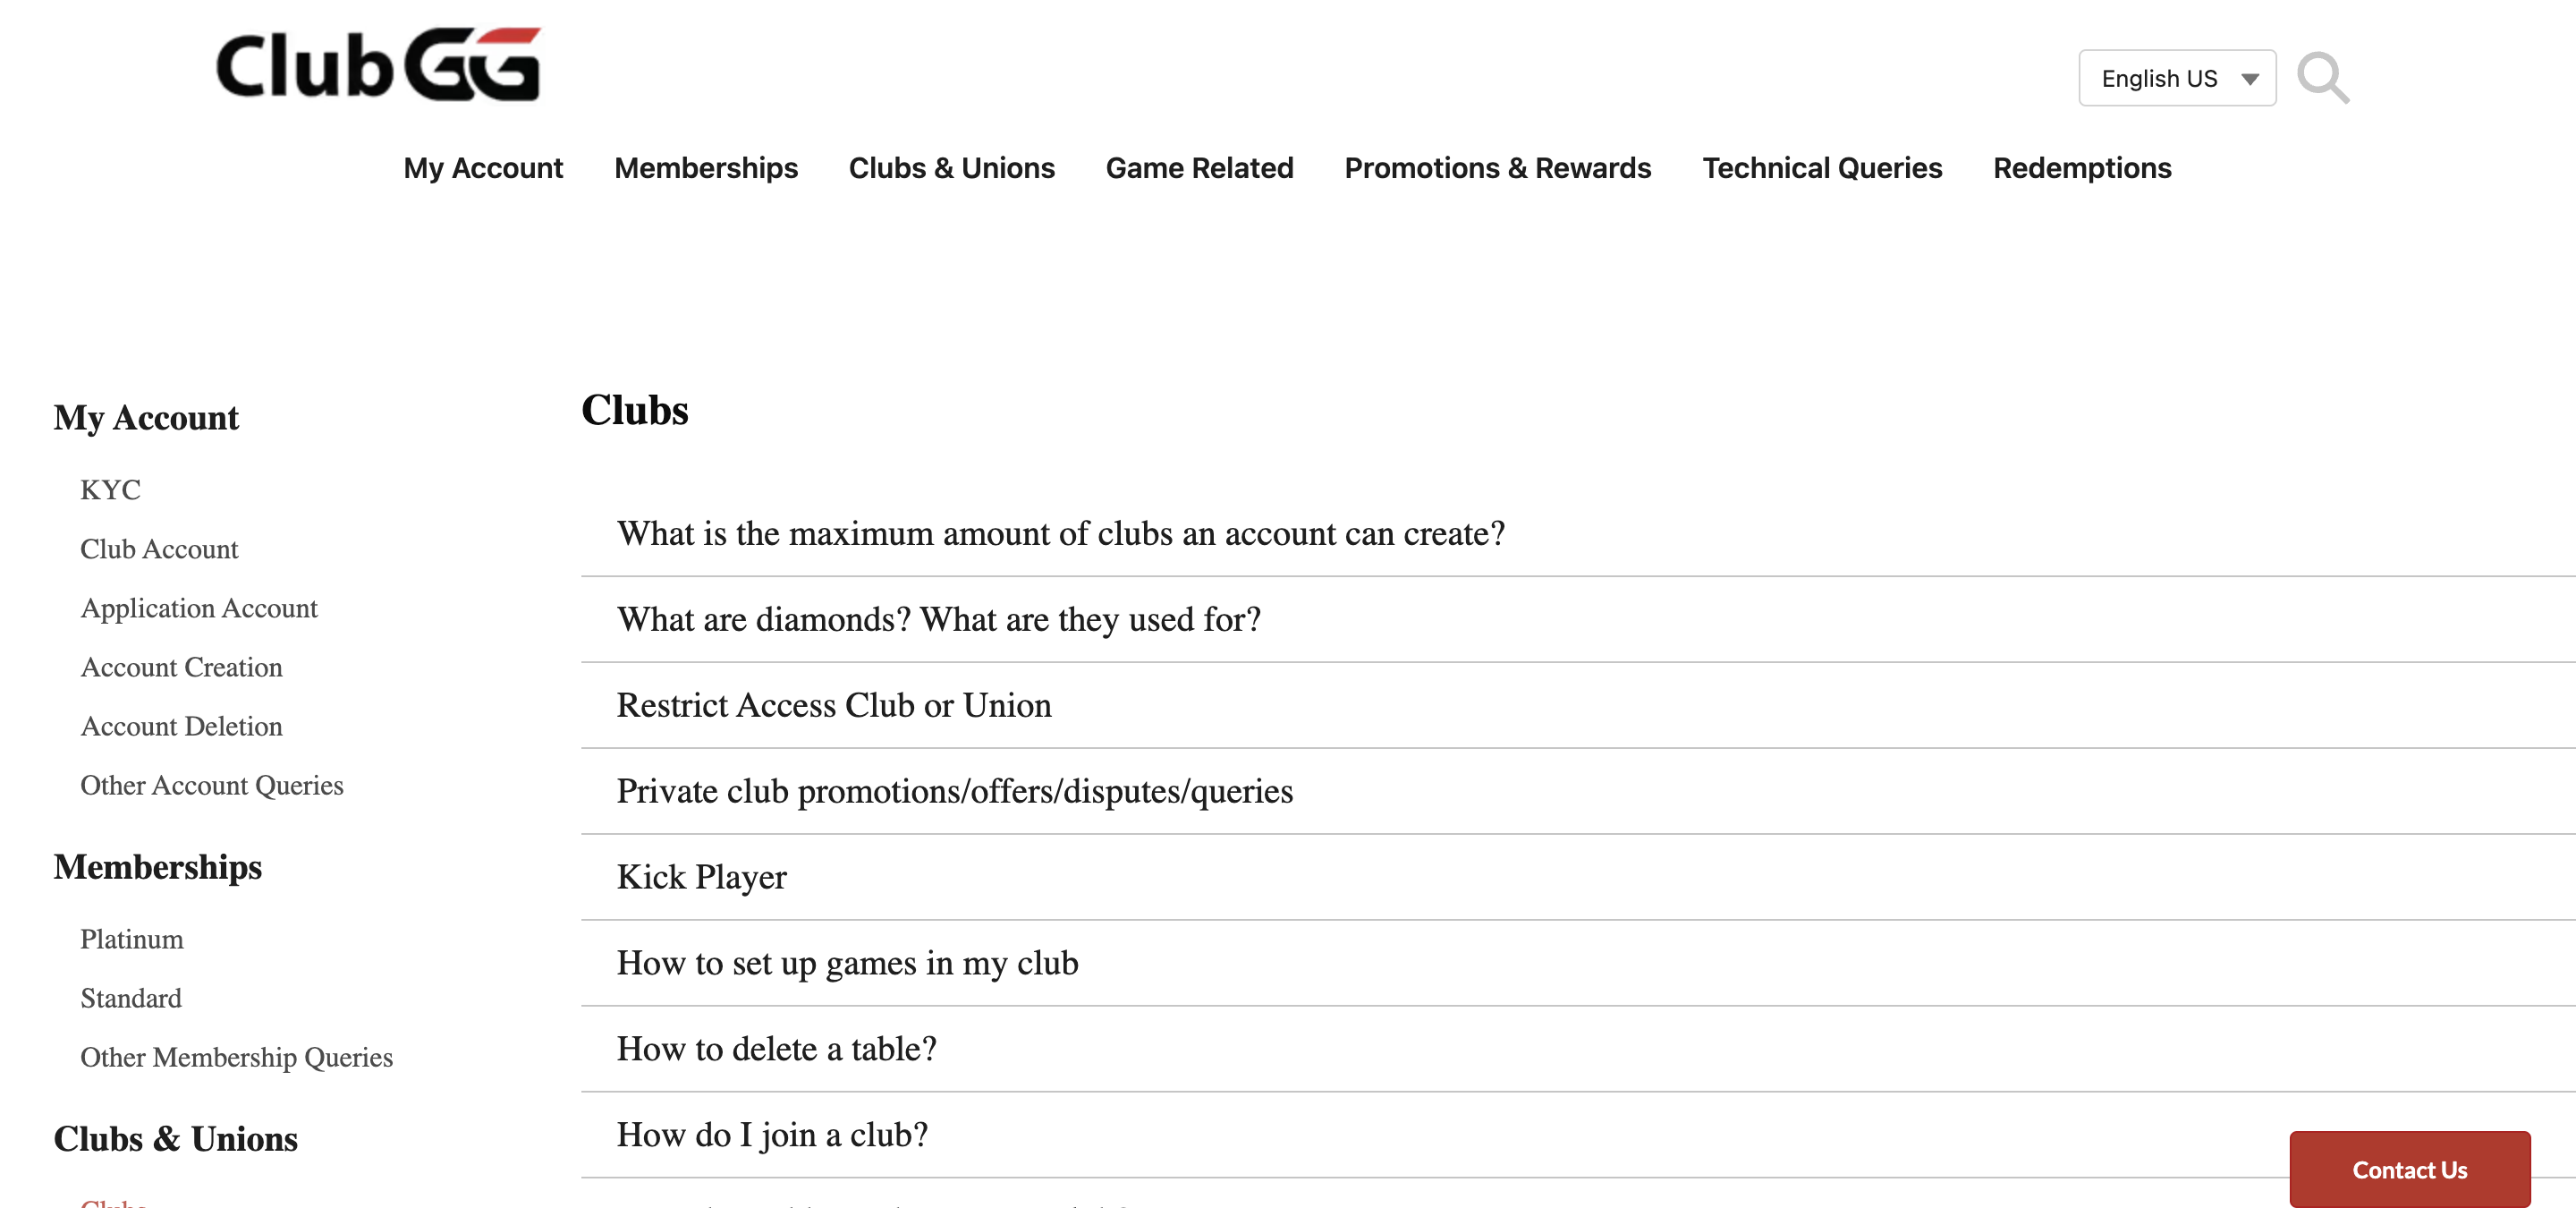 Club GG
English US
My Account Memberships Clubs & Unions Game Related Promotions & Rewards Technical Queries Redemptions
My Account
KYC
Club Account
Application Account
Account Creation
Account Deletion
Other Account Queries
Memberships
Platinum
Standard
Other Membership Queries
Clubs & Unions
Clubs
Clubs
What is the maximum amount of clubs an account can create?
What are diamonds? What are they used for?
Restrict Access Club or Union
Private club promotions/offers/disputes/queries
Kick Player
How to set up games in my club
How to delete a table?
How do I join a club?
Contact Us